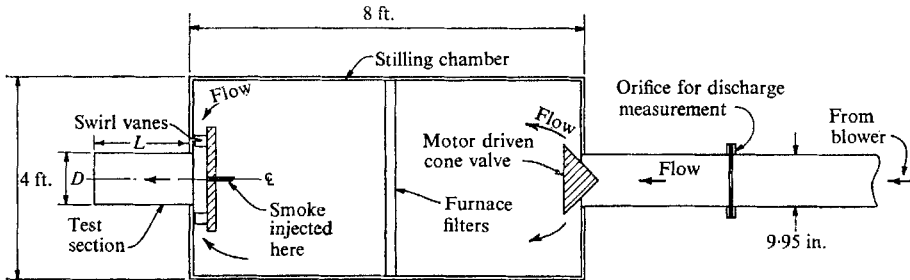 8 ft.
Stilling chamber
Flow
Swirl vanes
L
4 ft.
D
℄
Test
section
Smoke
injected
here
Furnace
filters
Flow
Motor driven
cone valve
Orifice for discharge
measurement
From
blower
Flow
9·95 in.